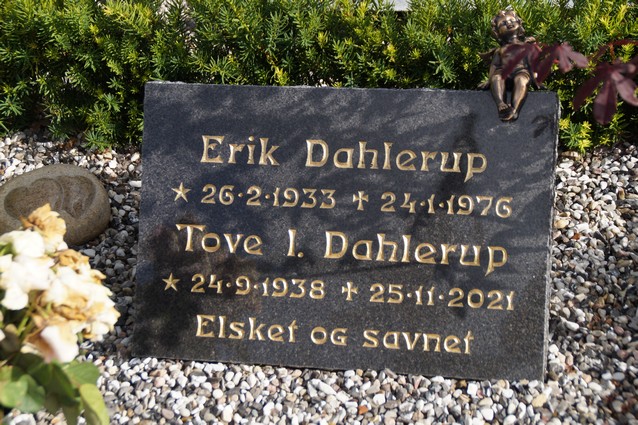 Erik Dahlerup
★ 26·2·1933 ✝ 24·1·1976
Tove I. Dahlerup
★ 24·9·1938 ✝ 25·11·2021
Elsket og savnet